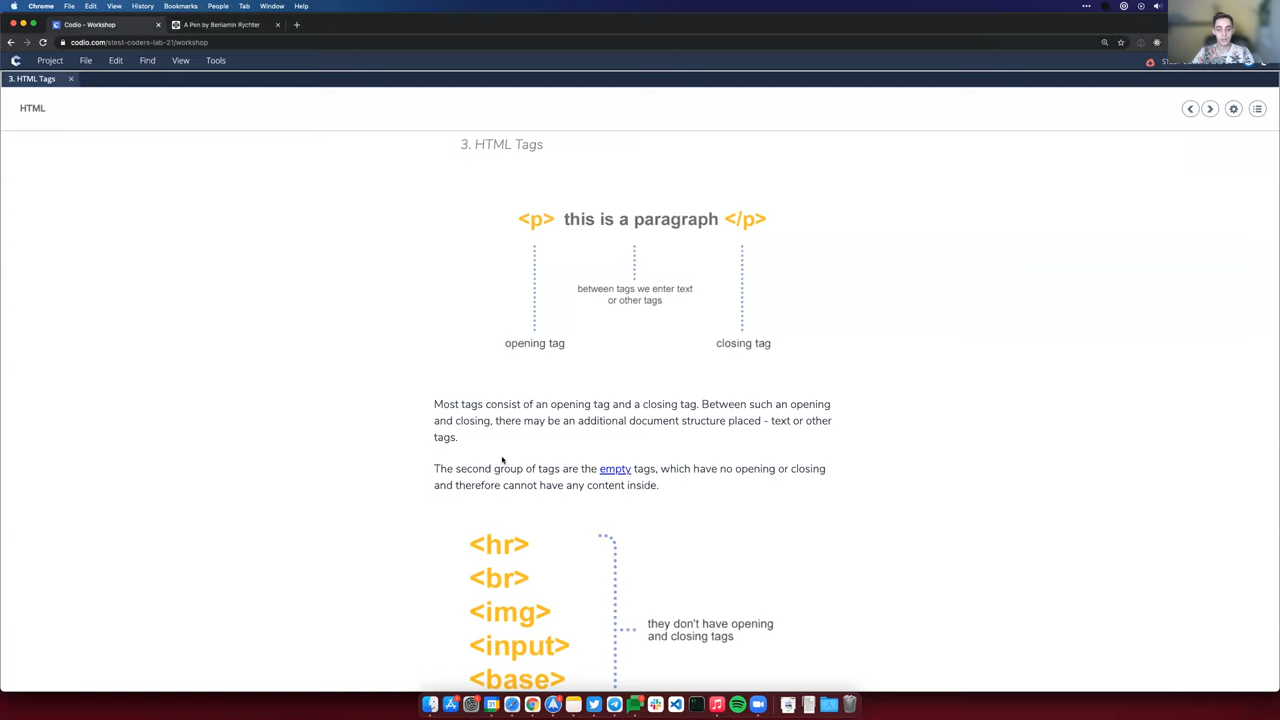 Chrome File Edit View History Bookmarks People Tab Window Help
Codio - Workshop A Pen by Beniamin Rychter
codio.com/stest-coders-lab-21/workshop
Project File Edit Find View Tools
3. HTML Tags
HTML
3. HTML Tags
<p> this is a paragraph </p>
between tags we enter text
or other tags
opening tag closing tag
Most tags consist of an opening tag and a closing tag. Between such an opening
and closing, there may be an additional document structure placed - text or other
tags.
The second group of tags are the empty tags, which have no opening or closing
and therefore cannot have any content inside.
<hr>
<br>
<img>
<input>
<base>
they don't have opening
and closing tags